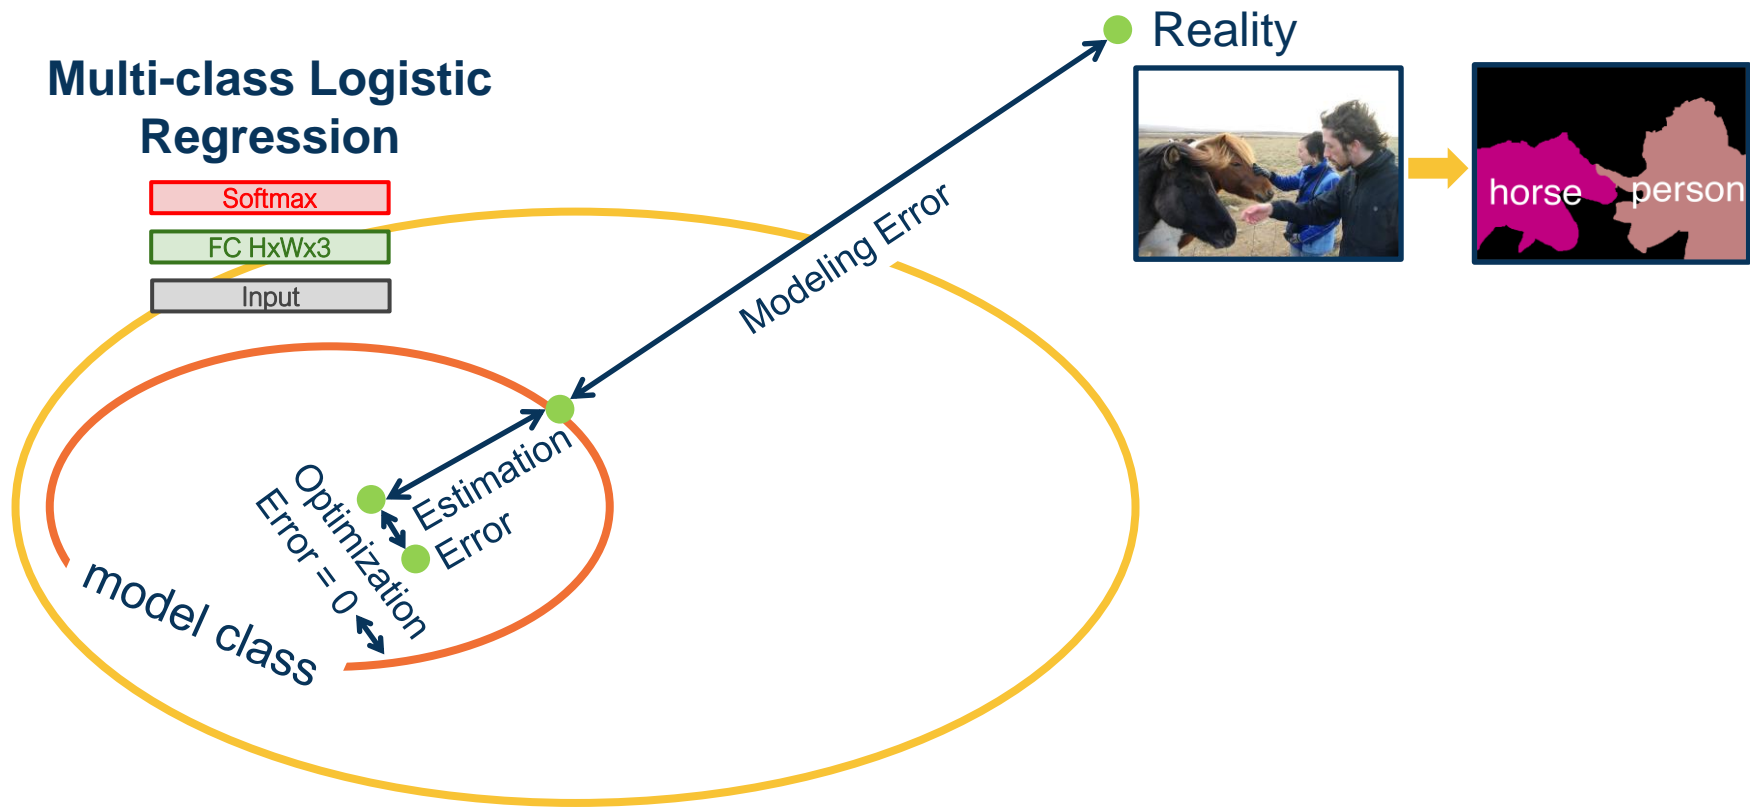 Multi-class Logistic
Regression
Softmax
FC HxWx3
Input
Reality
horse
person
Modeling Error
Estimation
Error
Optimization
Error = 0
model class